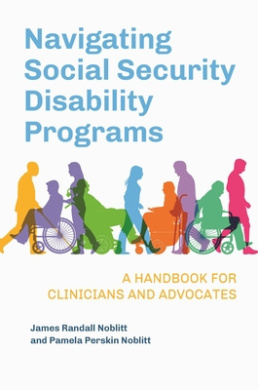 Navigating
Social Security
Disability
Programs
A HANDBOOK FOR
CLINICIANS AND ADVOCATES
James Randall Noblitt
and Pamela Perskin Noblitt